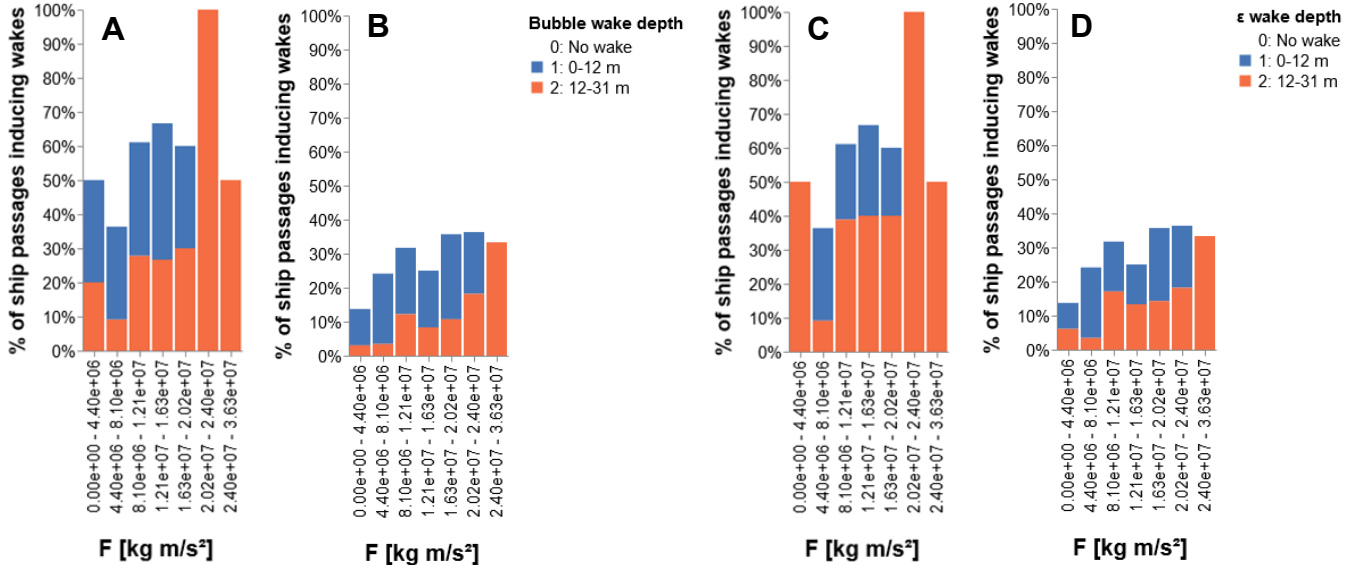 A
% of ship passages inducing wakes
100%
90%
80%
70%
60%
50%
40%
30%
20%
10%
0%
0.00e+00 - 4.40e+06
4.40e+06 - 8.10e+06
8.10e+06 - 1.21e+07
1.21e+07 - 1.63e+07
1.63e+07 - 2.02e+07
2.02e+07 - 2.40e+07
2.40e+07 - 3.63e+07
F [kg m/s²]
B
% of ship passages inducing wakes
100%
90%
80%
70%
60%
50%
40%
30%
20%
10%
0%
0.00e+00 - 4.40e+06
4.40e+06 - 8.10e+06
8.10e+06 - 1.21e+07
1.21e+07 - 1.63e+07
1.63e+07 - 2.02e+07
2.02e+07 - 2.40e+07
2.40e+07 - 3.63e+07
F [kg m/s²]
Bubble wake depth
0: No wake
1: 0-12 m
2: 12-31 m
C
% of ship passages inducing wakes
100%
90%
80%
70%
60%
50%
40%
30%
20%
10%
0%
0.00e+00 - 4.40e+06
4.40e+06 - 8.10e+06
8.10e+06 - 1.21e+07
1.21e+07 - 1.63e+07
1.63e+07 - 2.02e+07
2.02e+07 - 2.40e+07
2.40e+07 - 3.63e+07
F [kg m/s²]
D
% of ship passages inducing wakes
100%
90%
80%
70%
60%
50%
40%
30%
20%
10%
0%
0.00e+00 - 4.40e+06
4.40e+06 - 8.10e+06
8.10e+06 - 1.21e+07
1.21e+07 - 1.63e+07
1.63e+07 - 2.02e+07
2.02e+07 - 2.40e+07
2.40e+07 - 3.63e+07
F [kg m/s²]
ε wake depth
0: No wake
1: 0-12 m
2: 12-31 m